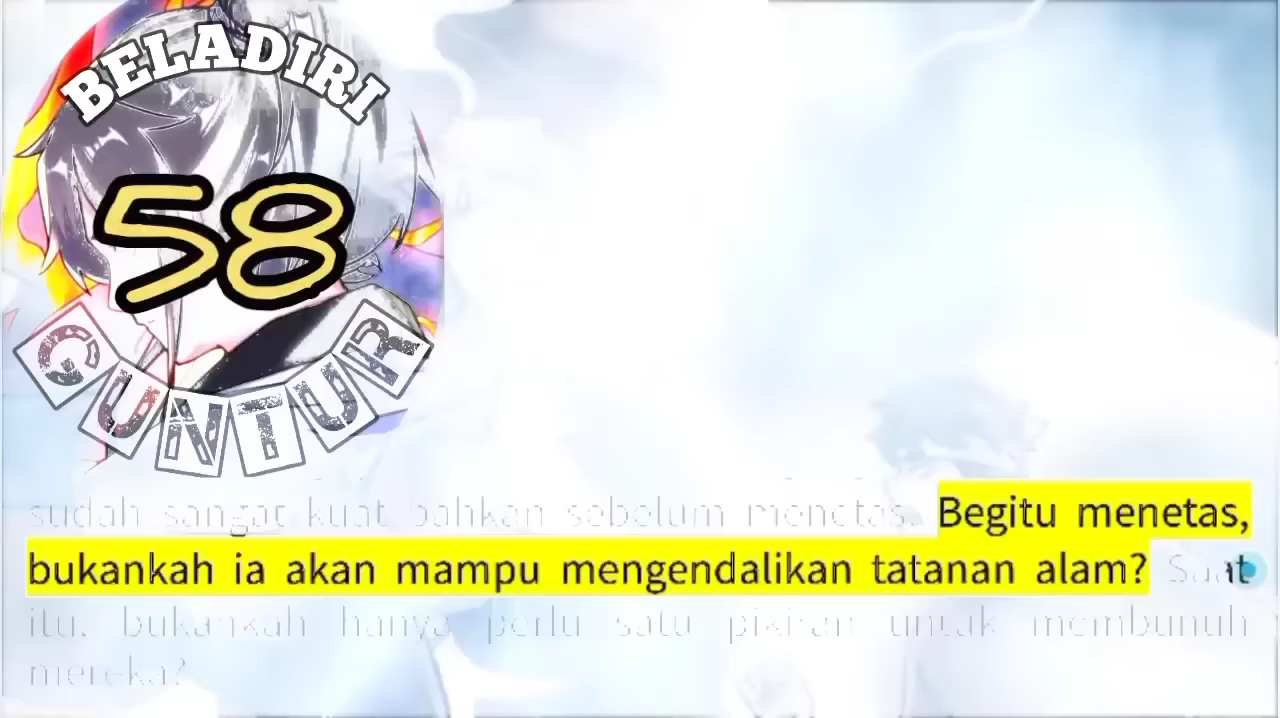 BELADIRI
58
GUNTUR
sudah sangat kuat bahkan sebelum menetas. Begitu menetas,
bukankah ia akan mampu mengendalikan tatanan alam? Saat
itu, bukankah hanya perlu satu pikiran untuk membunuh
mereka?